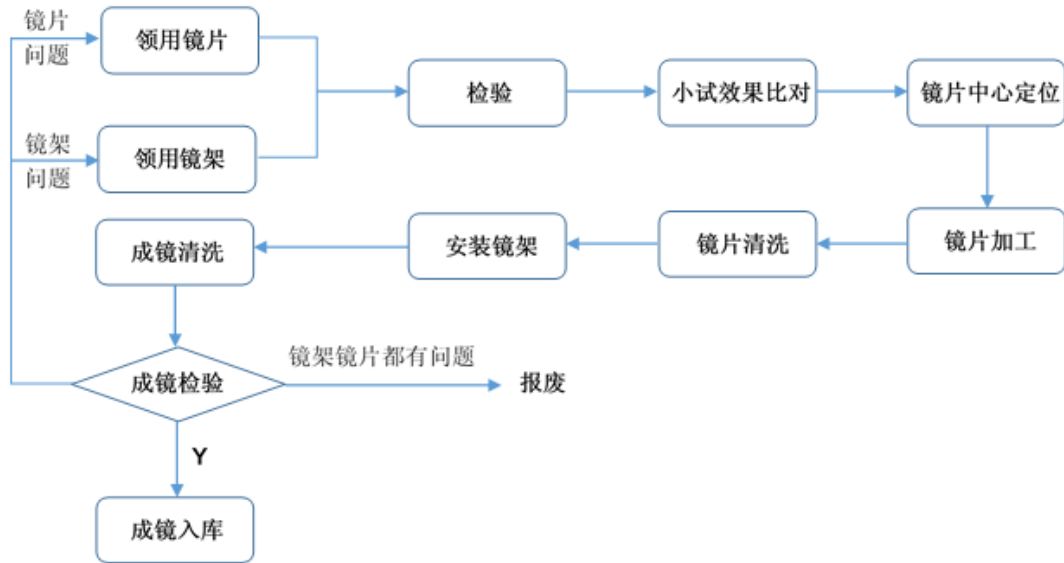 镜片
问题
领用镜片
检验
小试效果比对
镜片中心定位
镜架
问题
领用镜架
成镜清洗
安装镜架
镜片清洗
镜片加工
成镜检验
镜架镜片都有问题
报废
Y
成镜入库